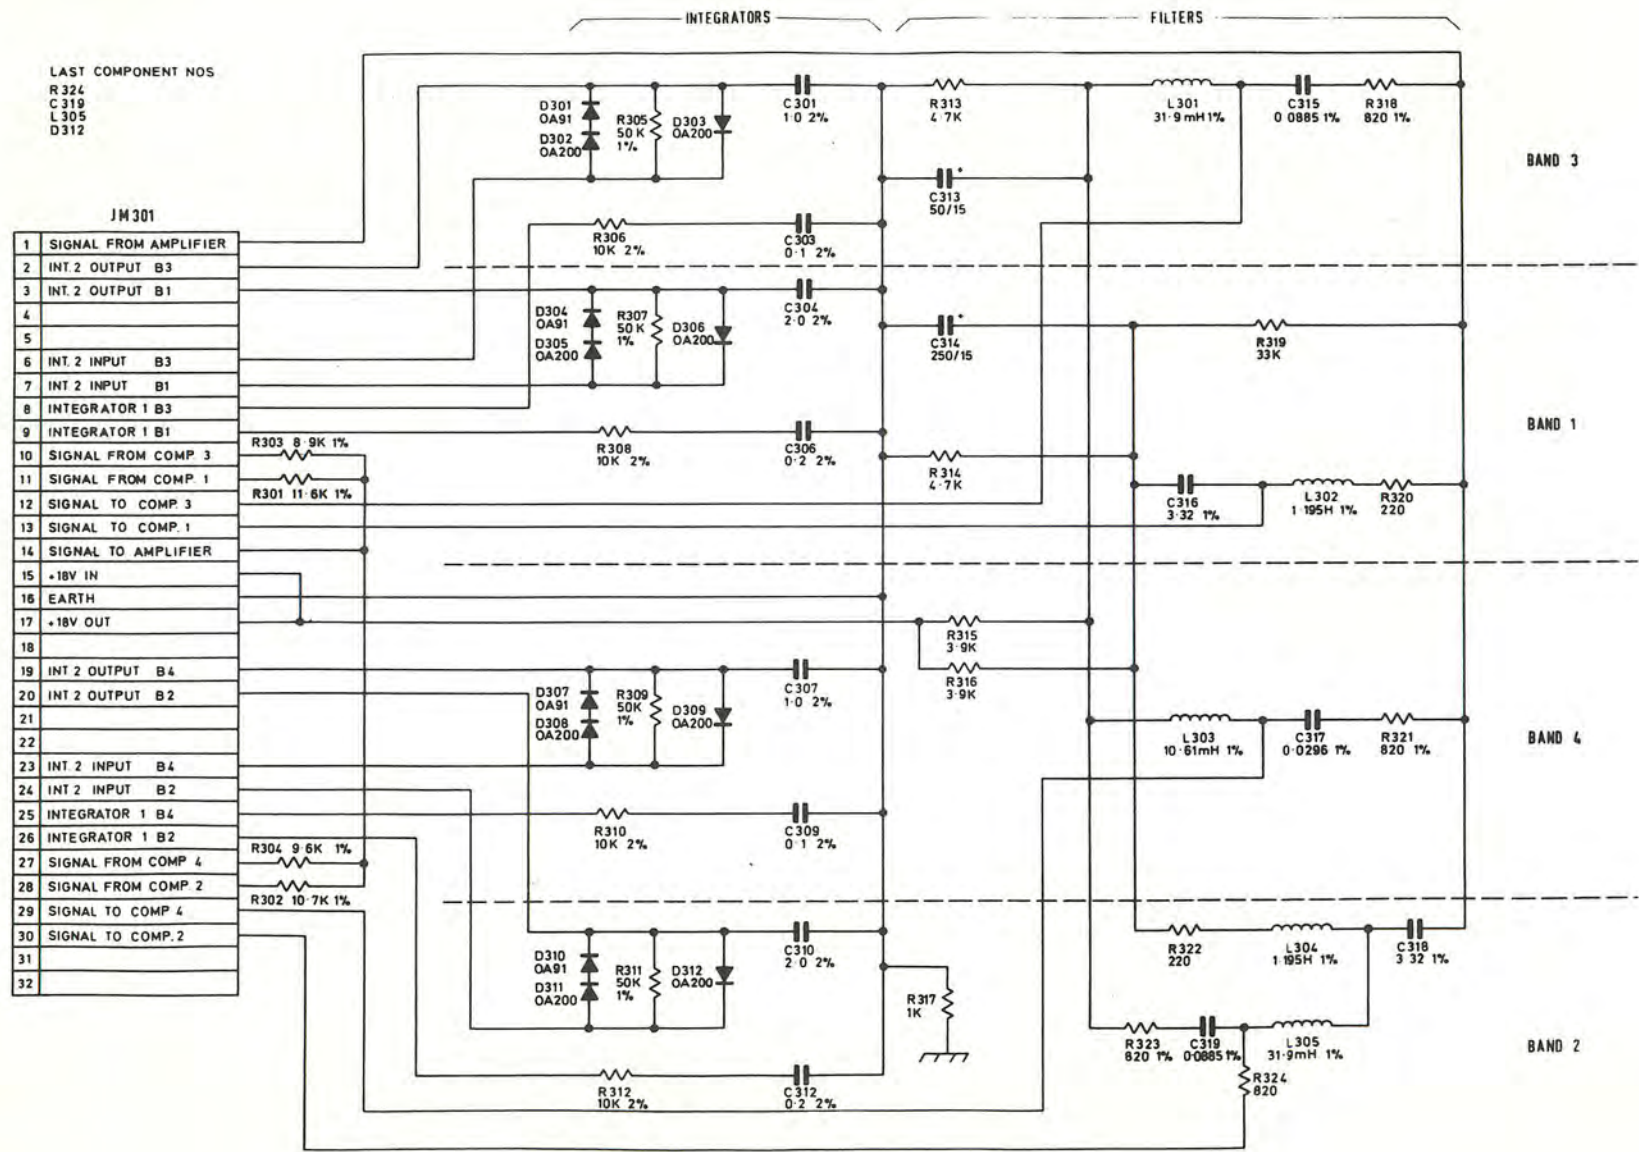 INTEGRATORS
FILTERS
LAST COMPONENT NOS
R324
C319
L305
D312
D301
OA91
D302
OA200
R305
50 K
1%
D303
OA200
C301
1·0 2%
R313
4·7K
L301
31·9 mH 1%
C315
0·0885 1%
R318
820 1%
BAND 3
C313
50/15
R306
10K 2%
C303
0·1 2%
JM301
1 SIGNAL FROM AMPLIFIER
2 INT. 2 OUTPUT B3
3 INT. 2 OUTPUT B1
4
5
6 INT. 2 INPUT B3
7 INT 2 INPUT B1
8 INTEGRATOR 1 B3
9 INTEGRATOR 1 B1
10 SIGNAL FROM COMP. 3
11 SIGNAL FROM COMP. 1
12 SIGNAL TO COMP. 3
13 SIGNAL TO COMP. 1
14 SIGNAL TO AMPLIFIER
15 +18V IN
16 EARTH
17 +18V OUT
18
19 INT 2 OUTPUT B4
20 INT 2 OUTPUT B2
21
22
23 INT. 2 INPUT B4
24 INT 2 INPUT B2
25 INTEGRATOR 1 B4
26 INTEGRATOR 1 B2
27 SIGNAL FROM COMP 4
28 SIGNAL FROM COMP. 2
29 SIGNAL TO COMP 4
30 SIGNAL TO COMP. 2
31
32
D304
OA91
D305
OA200
R307
50 K
1%
D306
OA200
C304
2·0 2%
C314
250/15
R319
33K
BAND 1
R303 8·9K 1%
R301 11·6K 1%
R308
10K 2%
C306
0·2 2%
R314
4·7K
C316
3·32 1%
L302
1·195H 1%
R320
220
R315
3·9K
R316
3·9K
D307
OA91
D308
OA200
R309
50K
1%
D309
OA200
C307
1·0 2%
L303
10·61mH 1%
C317
0·0296 1%
R321
820 1%
BAND 4
R310
10K 2%
C309
0·1 2%
R304 9·6K 1%
R302 10·7K 1%
D310
OA91
D311
OA200
R311
50K
1%
D312
OA200
C310
2·0 2%
R317
1K
R322
220
L304
1·195H 1%
C318
3·32 1%
R323
820 1%
C319
0·0885 1%
L305
31·9mH 1%
R324
820
BAND 2
R312
10K 2%
C312
0·2 2%